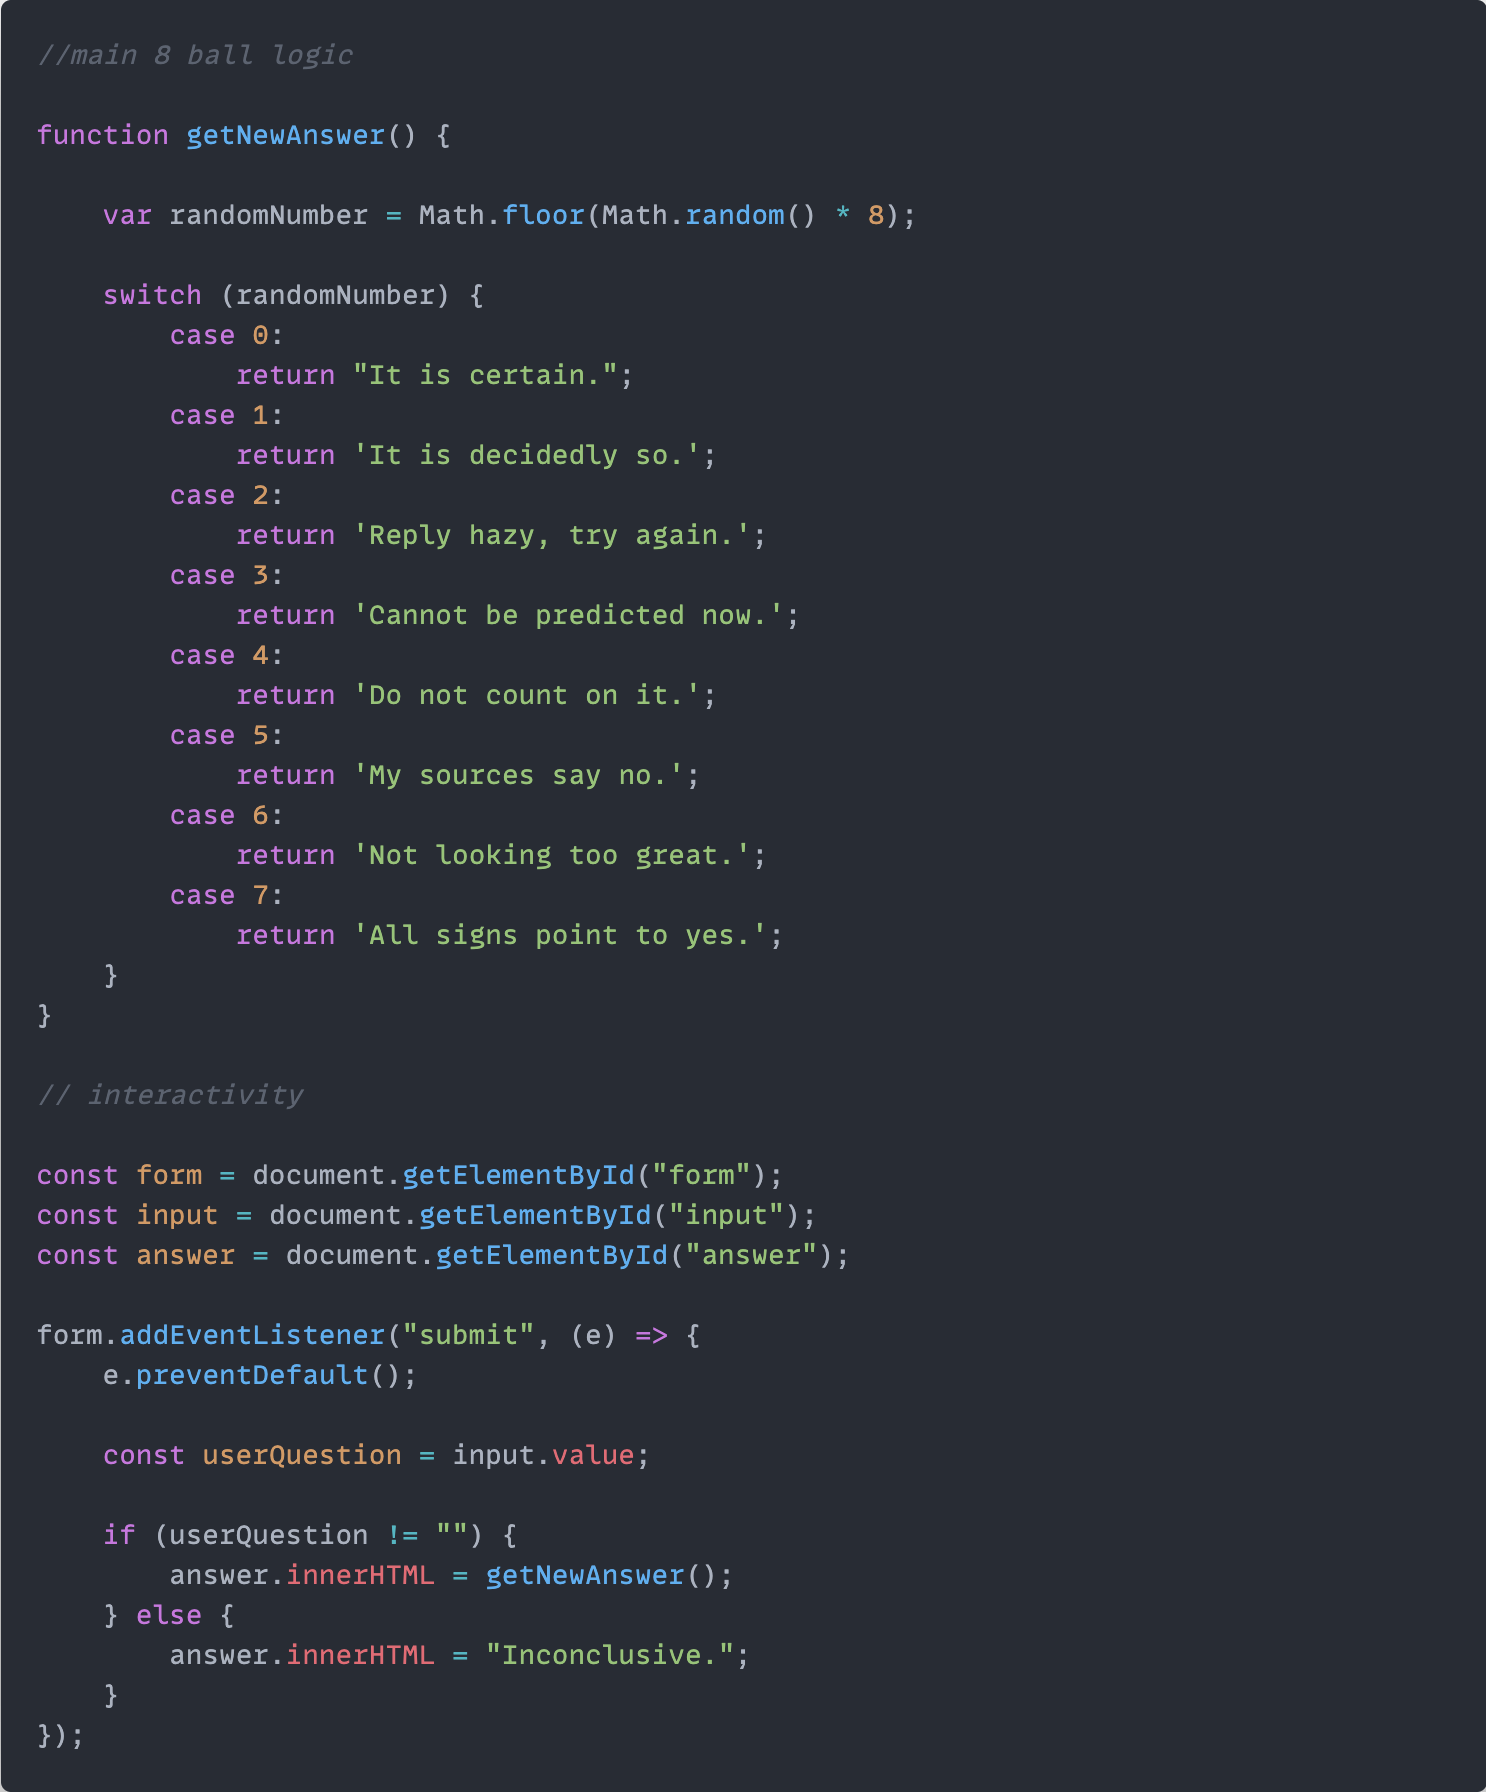 //main 8 ball logic
function getNewAnswer() {
    var randomNumber = Math.floor(Math.random() * 8);
    switch (randomNumber) {
        case 0:
            return "It is certain.";
        case 1:
            return 'It is decidedly so.';
        case 2:
            return 'Reply hazy, try again.';
        case 3:
            return 'Cannot be predicted now.';
        case 4:
            return 'Do not count on it.';
        case 5:
            return 'My sources say no.';
        case 6:
            return 'Not looking too great.';
        case 7:
            return 'All signs point to yes.';
    }
}
// interactivity
const form = document.getElementById("form");
const input = document.getElementById("input");
const answer = document.getElementById("answer");
form.addEventListener("submit", (e) => {
    e.preventDefault();
    const userQuestion = input.value;
    if (userQuestion != "") {
        answer.innerHTML = getNewAnswer();
    } else {
        answer.innerHTML = "Inconclusive.";
    }
});